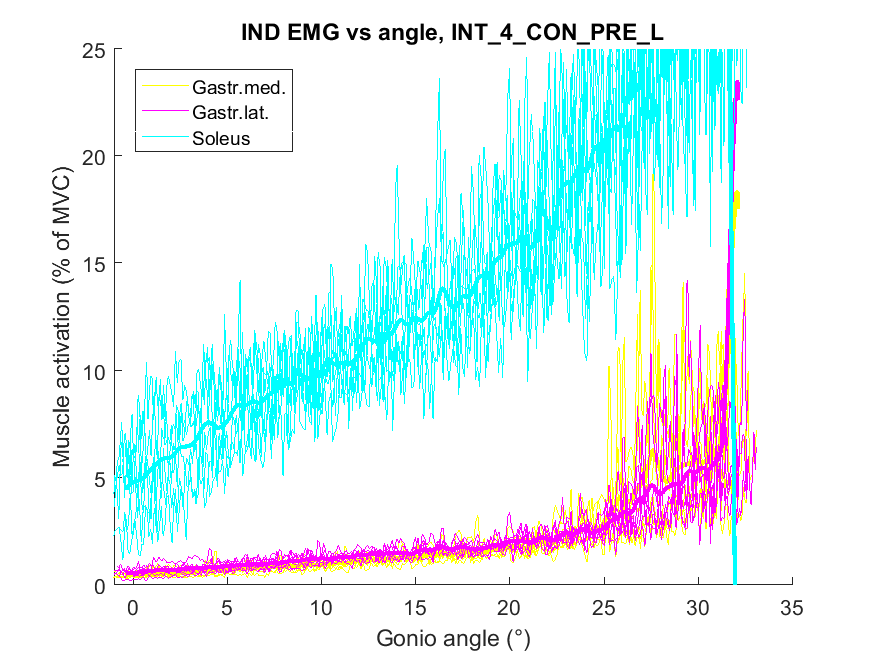 IND EMG vs angle, INT_4_CON_PRE_L
Gastr.med.
Gastr.lat.
Soleus
Muscle activation (% of MVC)
25
20
15
10
5
0
0 5 10 15 20 25 30 35
Gonio angle (°)